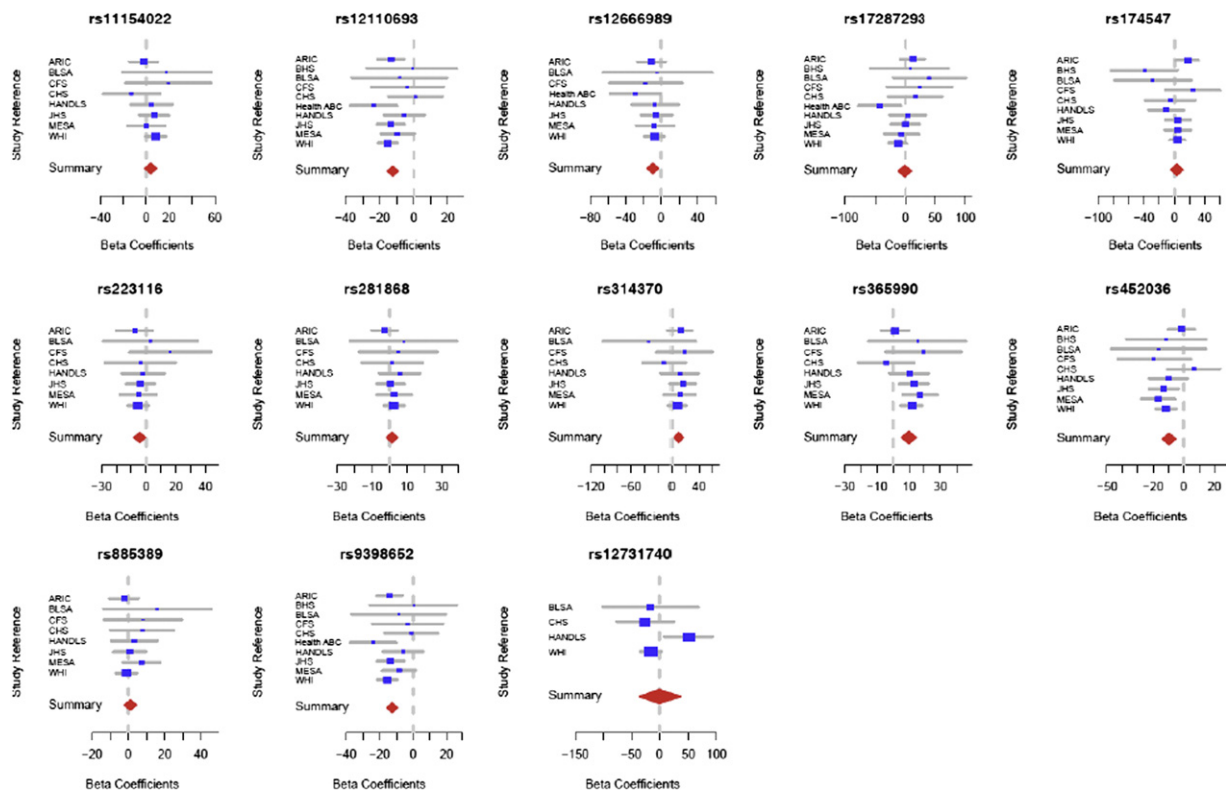 rs11154022
Study Reference
ARIC
BLSA
CFS
CHS
HANDLS
JHS
MESA
WHI
Summary
-40 0 20 40 60
Beta Coefficients
rs12110693
Study Reference
ARIC
BHS
BLSA
CFS
CHS
Health ABC
HANDLS
JHS
MESA
WHI
Summary
-40 -20 0 20
Beta Coefficients
rs12666989
Study Reference
ARIC
BLSA
CFS
Health ABC
HANDLS
JHS
MESA
WHI
Summary
-80 -40 0 40
Beta Coefficients
rs17287293
Study Reference
ARIC
BHS
BLSA
CFS
CHS
Health ABC
HANDLS
JHS
MESA
WHI
Summary
-100 0 50 100
Beta Coefficients
rs174547
Study Reference
ARIC
BHS
BLSA
CFS
CHS
HANDLS
JHS
MESA
WHI
Summary
-100 -40 0 40
Beta Coefficients
rs223116
Study Reference
ARIC
BLSA
CFS
CHS
HANDLS
JHS
MESA
WHI
Summary
-30 0 20 40
Beta Coefficients
rs281868
Study Reference
ARIC
BLSA
CFS
CHS
HANDLS
JHS
MESA
WHI
Summary
-30 -10 10 30
Beta Coefficients
rs314370
Study Reference
ARIC
BLSA
CFS
CHS
HANDLS
JHS
MESA
WHI
Summary
-120 -60 0 40
Beta Coefficients
rs365990
Study Reference
ARIC
BLSA
CFS
CHS
HANDLS
JHS
MESA
WHI
Summary
-30 -10 10 30
Beta Coefficients
rs452036
Study Reference
ARIC
BHS
BLSA
CFS
CHS
HANDLS
JHS
MESA
WHI
Summary
-50 -20 0 20
Beta Coefficients
rs885389
Study Reference
ARIC
BLSA
CFS
CHS
HANDLS
JHS
MESA
WHI
Summary
-20 0 20 40
Beta Coefficients
rs9398652
Study Reference
ARIC
BHS
BLSA
CFS
CHS
Health ABC
HANDLS
JHS
MESA
WHI
Summary
-40 -20 0 20
Beta Coefficients
rs12731740
Study Reference
BLSA
CHS
HANDLS
WHI
Summary
-150 -50 0 50 100
Beta Coefficients